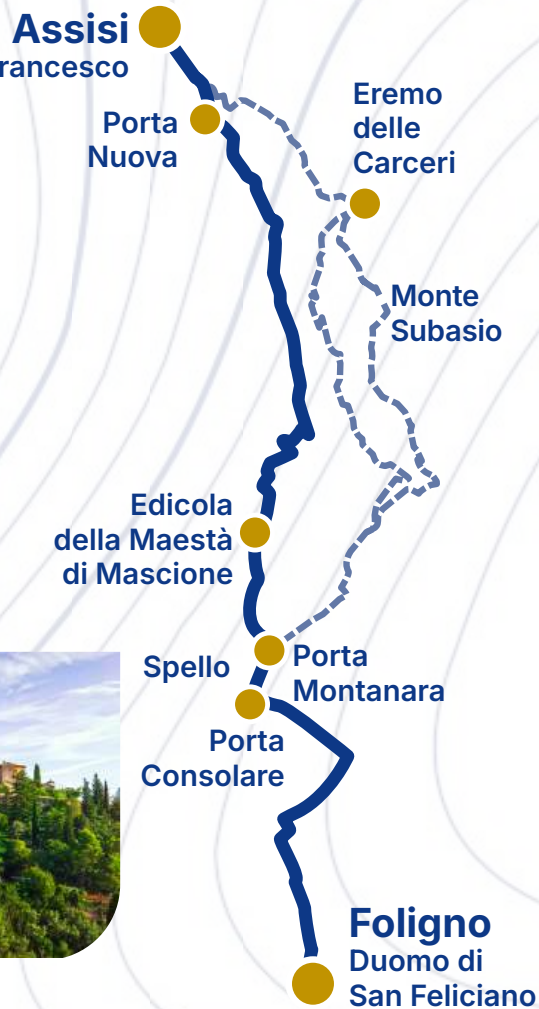 Assisi
rancesco
Porta
Nuova
Eremo
delle
Carceri
Monte
Subasio
Edicola
della Maestà
di Mascione
Spello
Porta
Montanara
Porta
Consolare
Foligno
Duomo di
San Feliciano